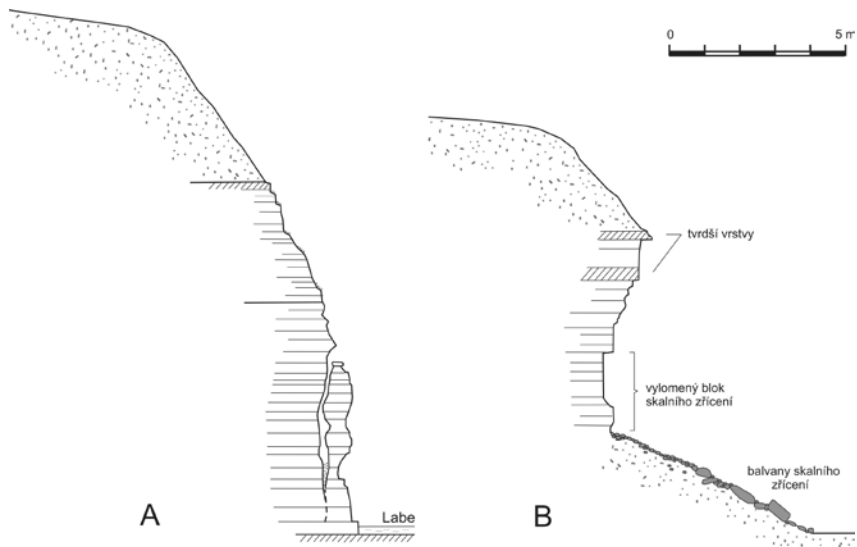 0 5 m
tvrdší vrstvy
vylomený blok
skalního zřícení
balvany skalního
zřícení
Labe
A B